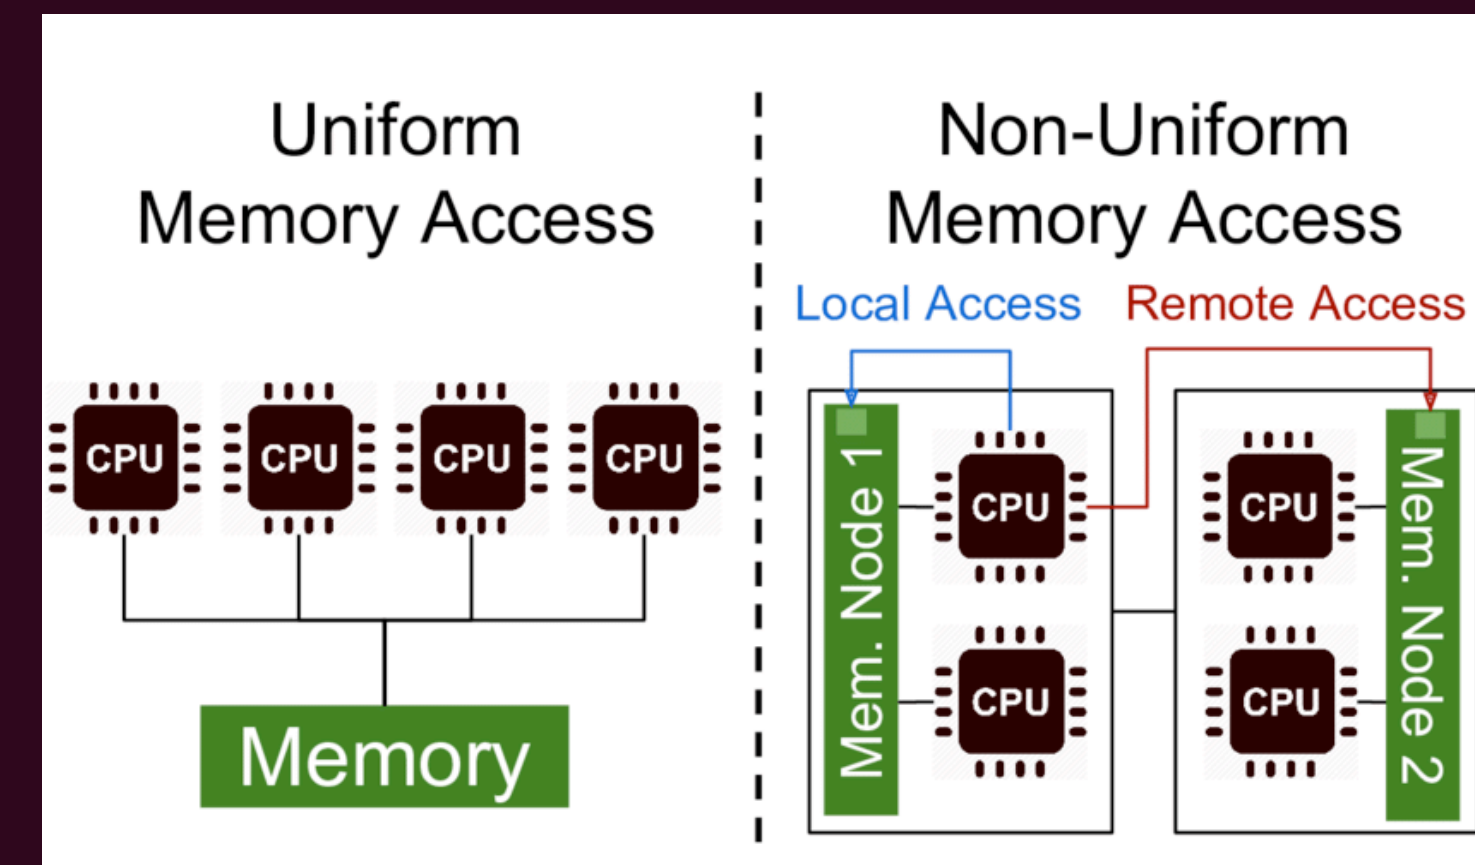 Uniform
Memory Access
CPU
CPU
CPU
CPU
Memory
Non-Uniform
Memory Access
Local Access
Remote Access
Mem. Node 1
CPU
CPU
CPU
CPU
Mem. Node 2